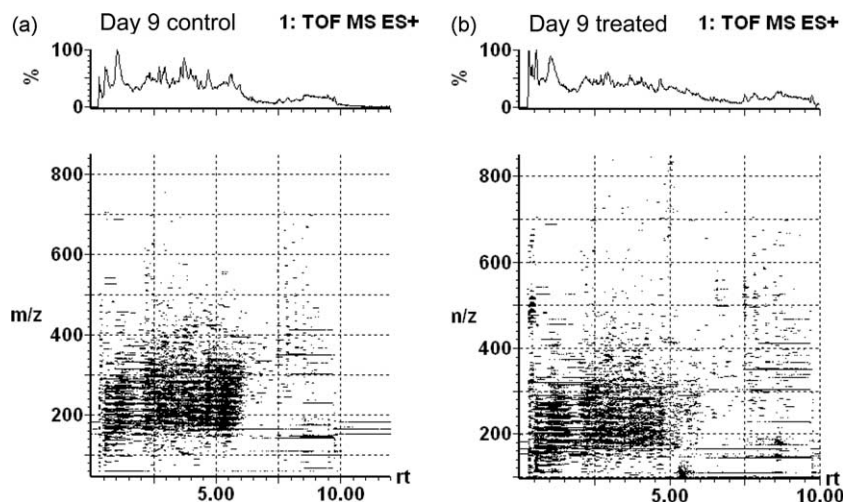 (a) Day 9 control 1: TOF MS ES+
100
%
0
800
600
m/z
400
200
rt
5.00 10.00
(b) Day 9 treated 1: TOF MS ES+
100
%
0
800
600
n/z
400
200
rt
5.00 10.00